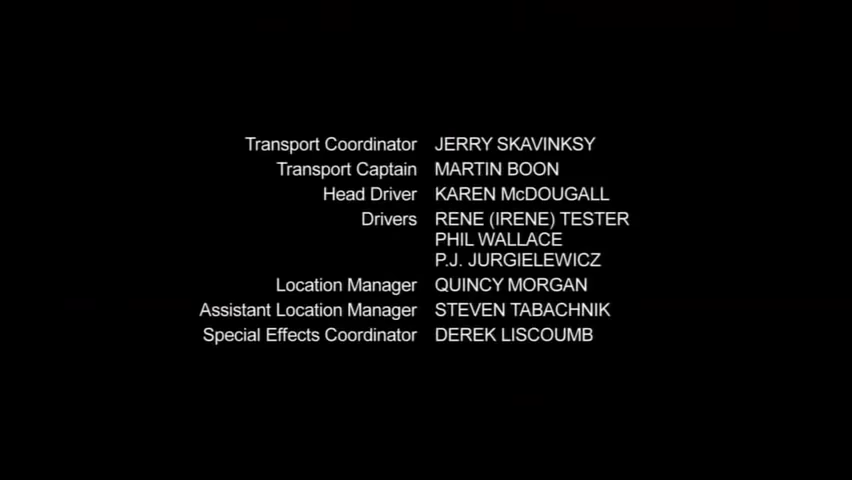 Transport Coordinator JERRY SKAVINKSY
Transport Captain MARTIN BOON
Head Driver KAREN McDOUGALL
Drivers RENE (IRENE) TESTER
PHIL WALLACE
P.J. JURGIELEWICZ
Location Manager QUINCY MORGAN
Assistant Location Manager STEVEN TABACHNIK
Special Effects Coordinator DEREK LISCOUMB